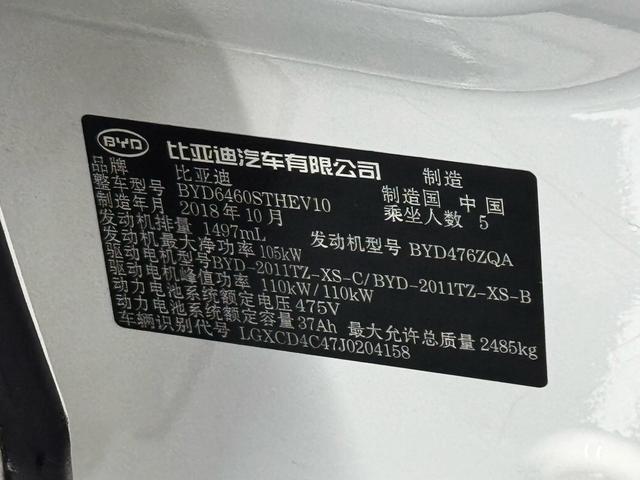 BYD 比亚迪汽车有限公司 制造
品牌 比亚迪 制造国 中国
整车型号 BYD6460STHEV10 乘坐人数 5
制造年月 2018年10月
发动机排量 1497mL 发动机型号 BYD476ZQA
发动机最大净功率 105kW
驱动电机型号 BYD-2011TZ-XS-C/BYD-2011TZ-XS-B
驱动电机峰值功率 110kW/110kW
动力电池系统额定电压 475V
动力电池系统额定容量 37Ah 最大允许总质量 2485kg
车辆识别代号 LGXCD4C47J0204158